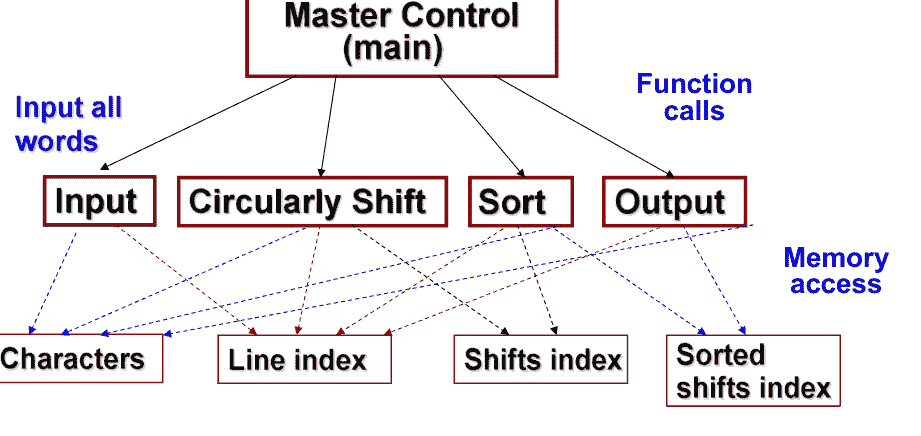 Master Control
(main)
Function
calls
Input all
words
Input
Circularly Shift
Sort
Output
Memory
access
Characters
Line index
Shifts index
Sorted
shifts index